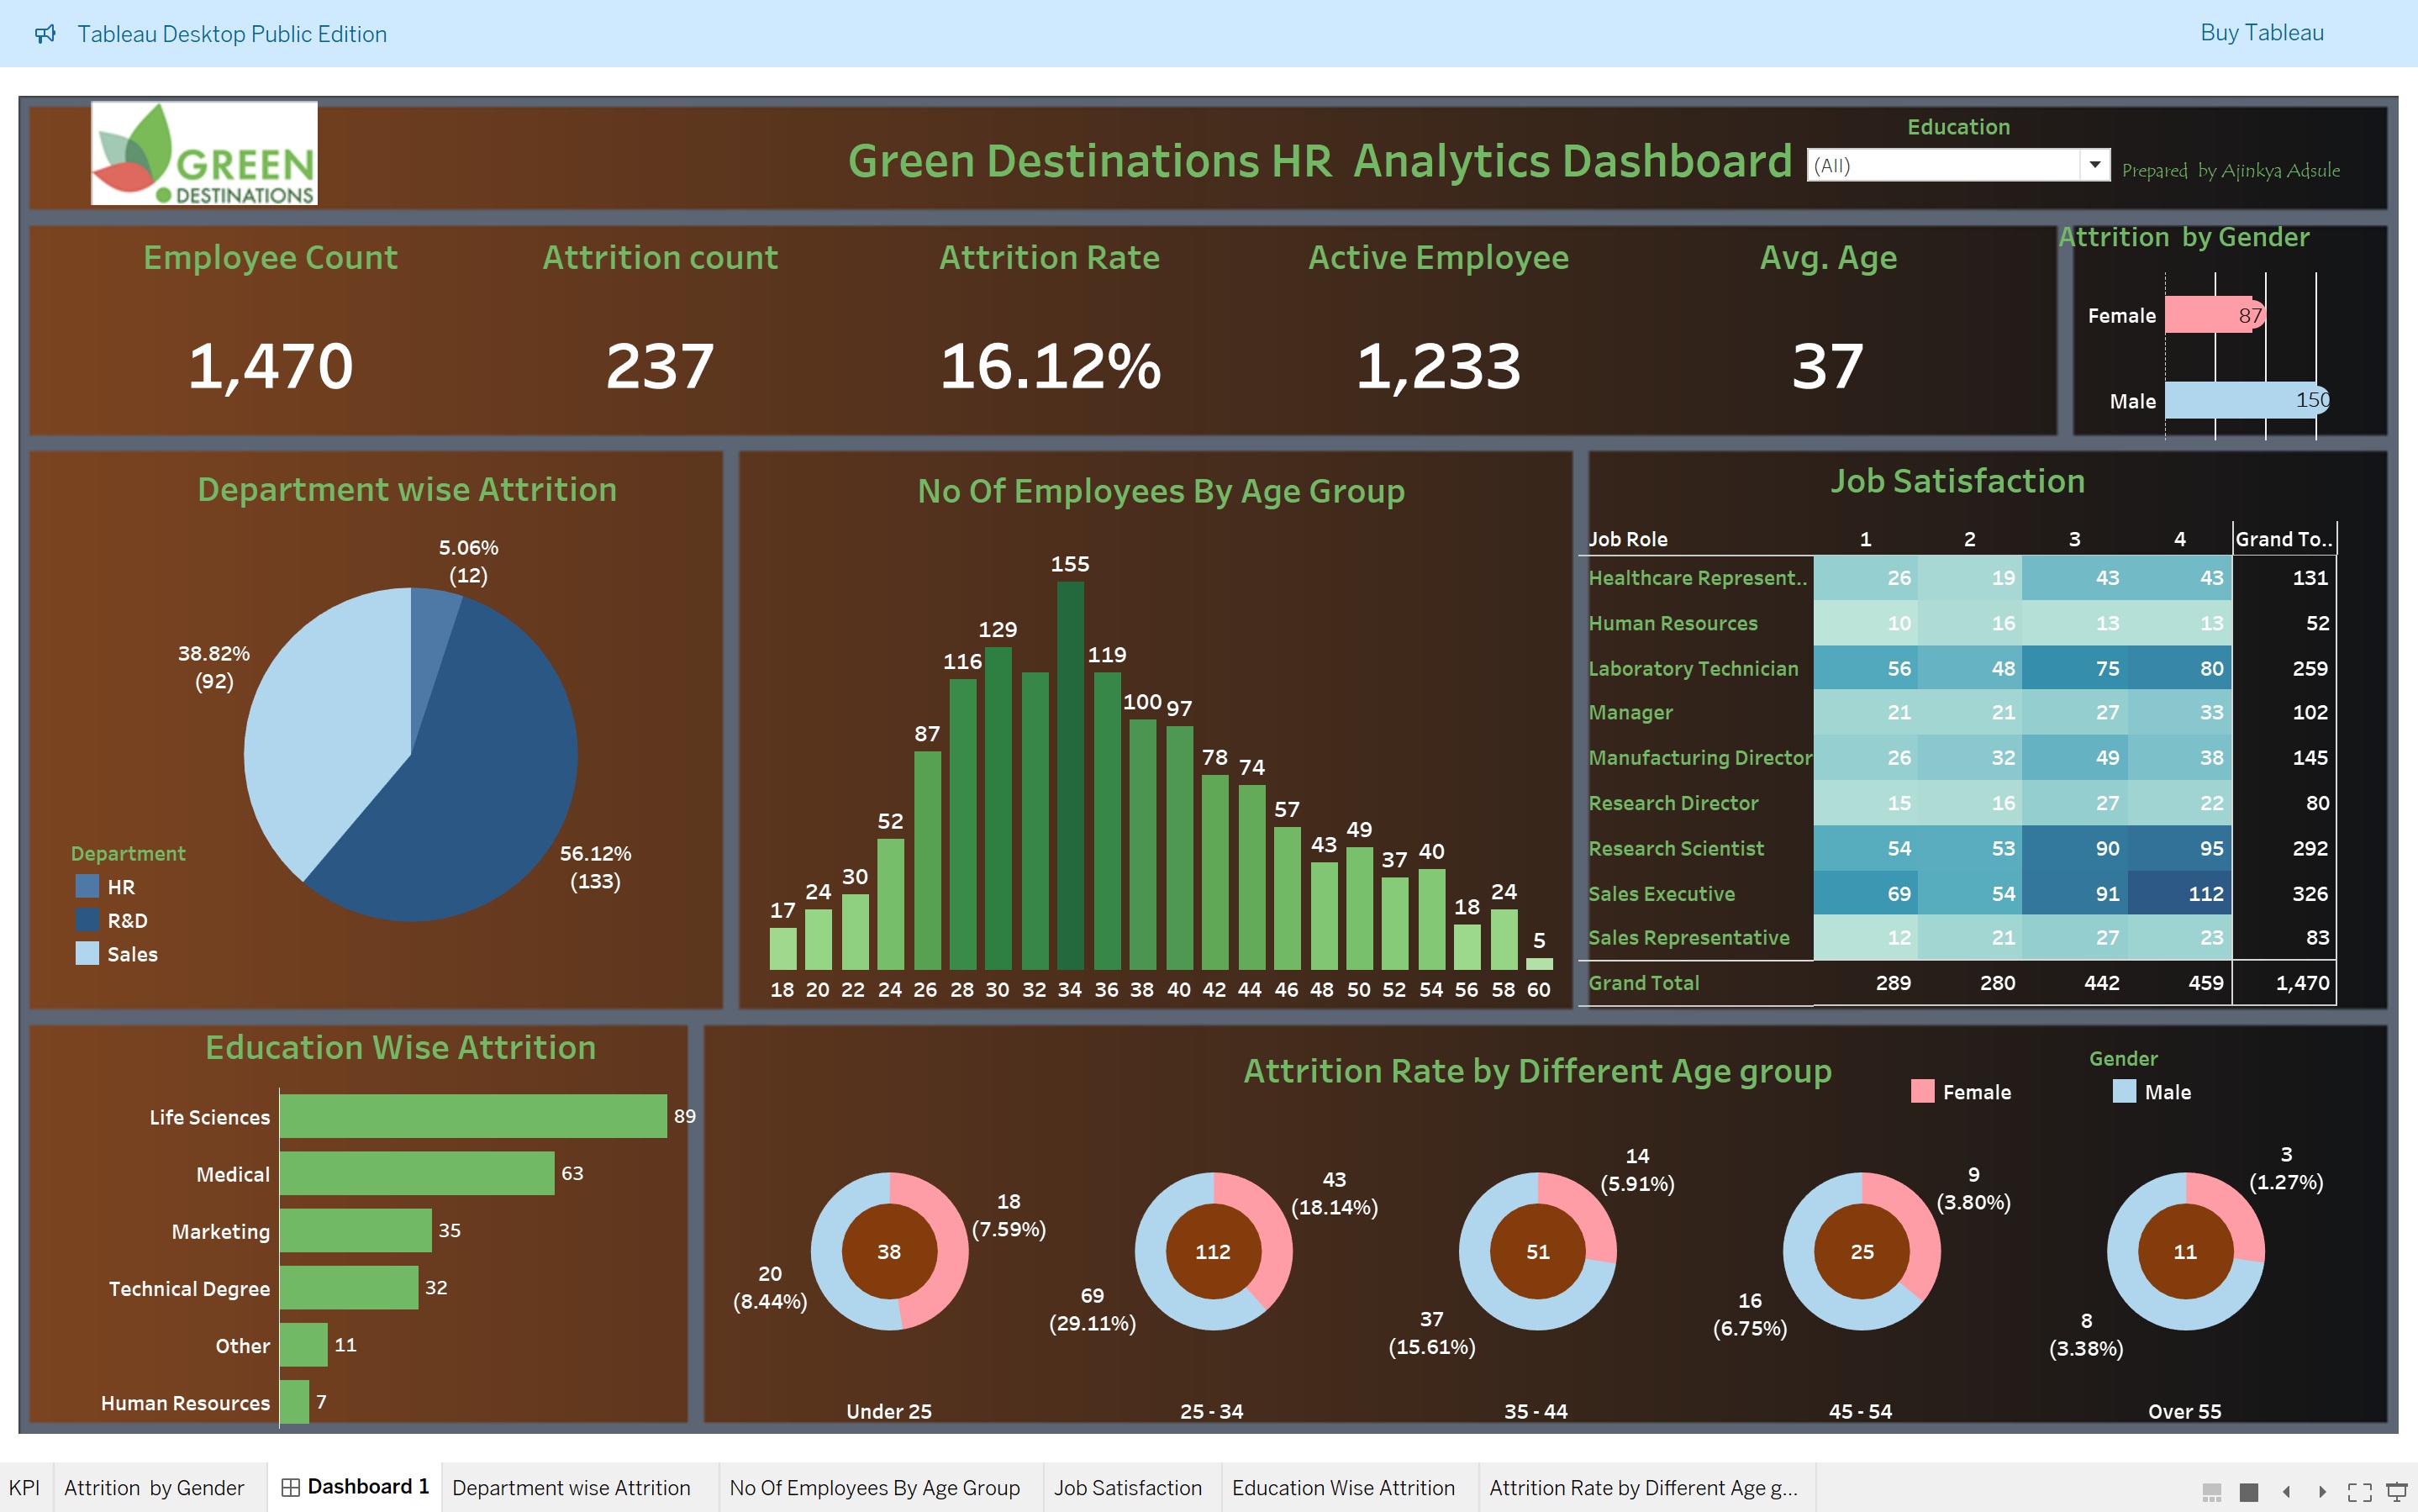 Tableau Desktop Public Edition
Buy Tableau
GREEN
DESTINATIONS
Green Destinations HR  Analytics Dashboard
Education
(All)
Prepared  by Ajinkya Adsule
Employee Count
Attrition count
Attrition Rate
Active Employee
Avg. Age
1,470
237
16.12%
1,233
37
Attrition  by Gender
Female 87
Male 150
Department wise Attrition
5.06%
(12)
38.82%
(92)
56.12%
(133)
Department
HR
R&D
Sales
No Of Employees By Age Group
17 24 30 52 87 116 129 155 119 100 97 78 74 57 43 49 37 40 18 24 5
18 20 22 24 26 28 30 32 34 36 38 40 42 44 46 48 50 52 54 56 58 60
Job Satisfaction
Job Role 1 2 3 4 Grand To..
Healthcare Represent.. 26 19 43 43 131
Human Resources 10 16 13 13 52
Laboratory Technician 56 48 75 80 259
Manager 21 21 27 33 102
Manufacturing Director 26 32 49 38 145
Research Director 15 16 27 22 80
Research Scientist 54 53 90 95 292
Sales Executive 69 54 91 112 326
Sales Representative 12 21 27 23 83
Grand Total 289 280 442 459 1,470
Education Wise Attrition
Life Sciences 89
Medical 63
Marketing 35
Technical Degree 32
Other 11
Human Resources 7
Attrition Rate by Different Age group
Gender
Female
Male
38
18
(7.59%)
20
(8.44%)
Under 25
112
43
(18.14%)
69
(29.11%)
25 - 34
51
14
(5.91%)
37
(15.61%)
35 - 44
25
9
(3.80%)
16
(6.75%)
45 - 54
11
3
(1.27%)
8
(3.38%)
Over 55
KPI
Attrition  by Gender
Dashboard 1
Department wise Attrition
No Of Employees By Age Group
Job Satisfaction
Education Wise Attrition
Attrition Rate by Different Age g...